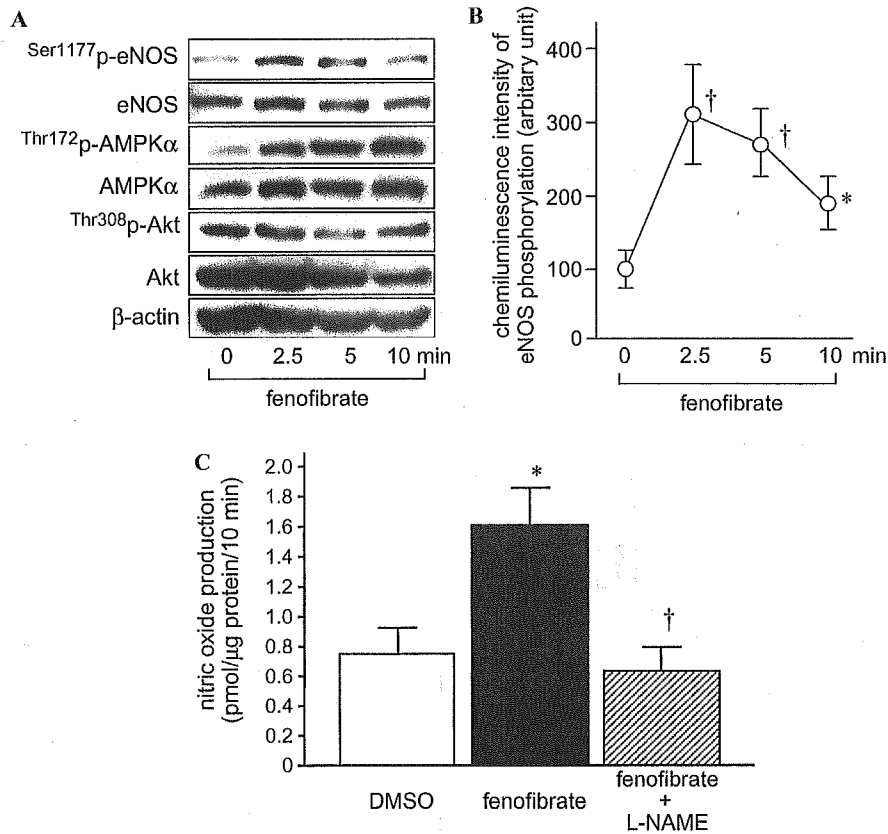 A
Ser1177p-eNOS
eNOS
Thr172p-AMPKα
AMPKα
Thr308p-Akt
Akt
β-actin
0 2.5 5 10 min
fenofibrate
B
chemiluminescence intensity of
eNOS phosphorylation (arbitary unit)
400
300
200
100
0
†
†
*
0 2.5 5 10 min
fenofibrate
C
nitric oxide production
(pmol/μg protein/10 min)
2.0
1.8
1.6
1.4
1.2
1.0
0.8
0.6
0.4
0.2
0
*
†
DMSO
fenofibrate
fenofibrate
+
L-NAME